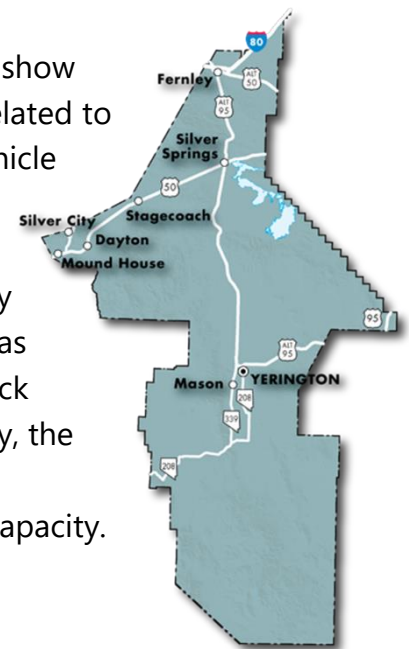 show
elated to
hicle
y
as
ck
y, the
apacity.
80
Fernley
ALT
50
ALT
95
Silver
Springs
50
Silver City
Stagecoach
Dayton
Mound House
95
ALT
95
Mason
YERINGTON
208
339
208